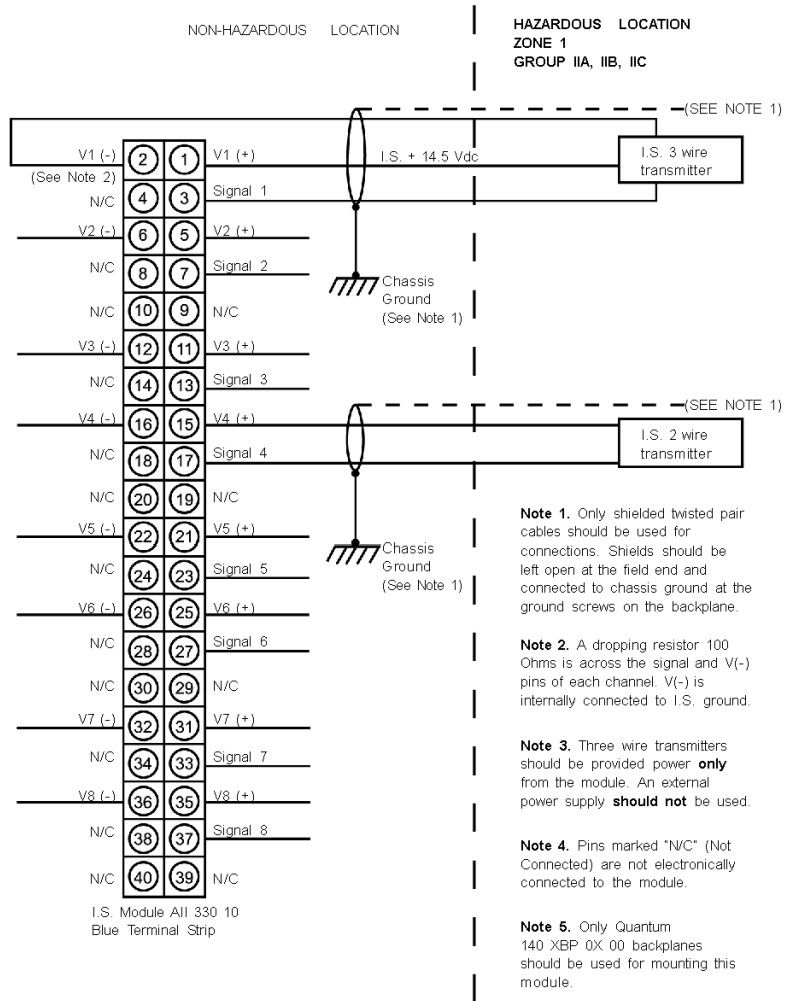 NON-HAZARDOUS LOCATION
HAZARDOUS LOCATION
ZONE 1
GROUP IIA, IIB, IIC
(SEE NOTE 1)
V1 (-) 2 1 V1 (+) I.S. + 14.5 Vdc
I.S. 3 wire
transmitter
(See Note 2)
N/C 4 3 Signal 1
V2 (-) 6 5 V2 (+)
N/C 8 7 Signal 2
Chassis
Ground
(See Note 1)
N/C 10 9 N/C
V3 (-) 12 11 V3 (+)
N/C 14 13 Signal 3
(SEE NOTE 1)
V4 (-) 16 15 V4 (+)
I.S. 2 wire
transmitter
N/C 18 17 Signal 4
N/C 20 19 N/C
V5 (-) 22 21 V5 (+)
Chassis
Ground
(See Note 1)
N/C 24 23 Signal 5
V6 (-) 26 25 V6 (+)
N/C 28 27 Signal 6
N/C 30 29 N/C
V7 (-) 32 31 V7 (+)
N/C 34 33 Signal 7
V8 (-) 36 35 V8 (+)
N/C 38 37 Signal 8
N/C 40 39 N/C
I.S. Module AII 330 10
Blue Terminal Strip
Note 1. Only shielded twisted pair
cables should be used for
connections. Shields should be
left open at the field end and
connected to chassis ground at the
ground screws on the backplane.
Note 2. A dropping resistor 100
Ohms is across the signal and V(-)
pins of each channel. V(-) is
internally connected to I.S. ground.
Note 3. Three wire transmitters
should be provided power only
from the module. An external
power supply should not be used.
Note 4. Pins marked "N/C" (Not
Connected) are not electronically
connected to the module.
Note 5. Only Quantum
140 XBP 0X 00 backplanes
should be used for mounting this
module.